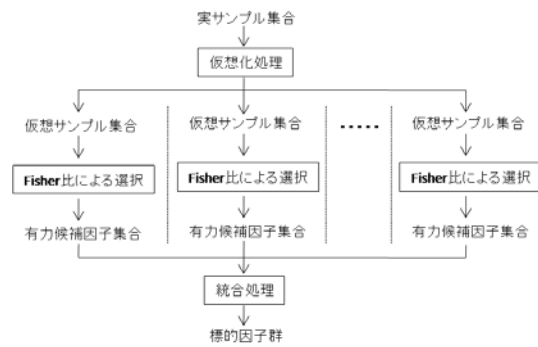 実サンプル集合
仮想化処理
仮想サンプル集合 仮想サンプル集合 ・・・・・ 仮想サンプル集合
Fisher比による選択 Fisher比による選択 Fisher比による選択
有力候補因子集合 有力候補因子集合 有力候補因子集合
統合処理
標的因子群